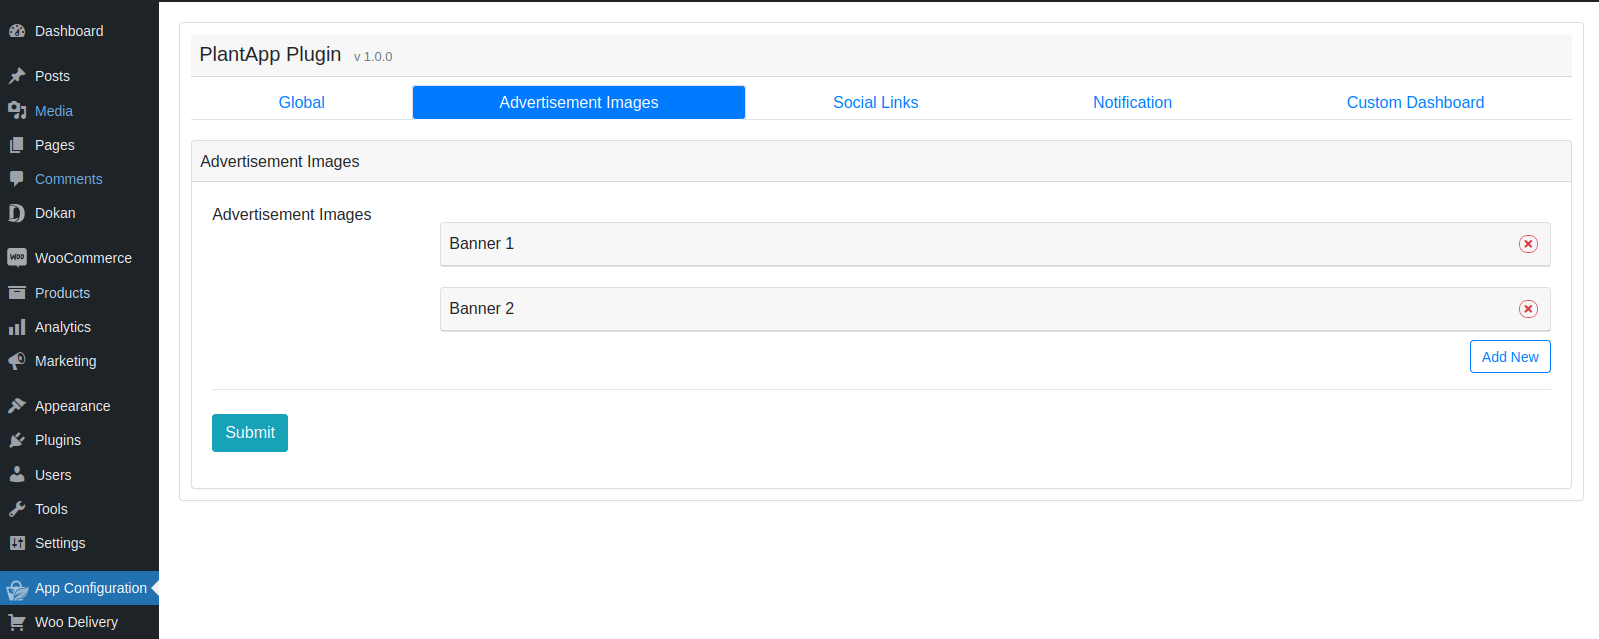 Dashboard
Posts
Media
Pages
Comments
Dokan
WOO WooCommerce
Products
Analytics
Marketing
Appearance
Plugins
Users
Tools
Settings
App Configuration
Woo Delivery
PlantApp Plugin v 1.0.0
Global Advertisement Images Social Links Notification Custom Dashboard
Advertisement Images
Advertisement Images
Banner 1
Banner 2
Add New
Submit